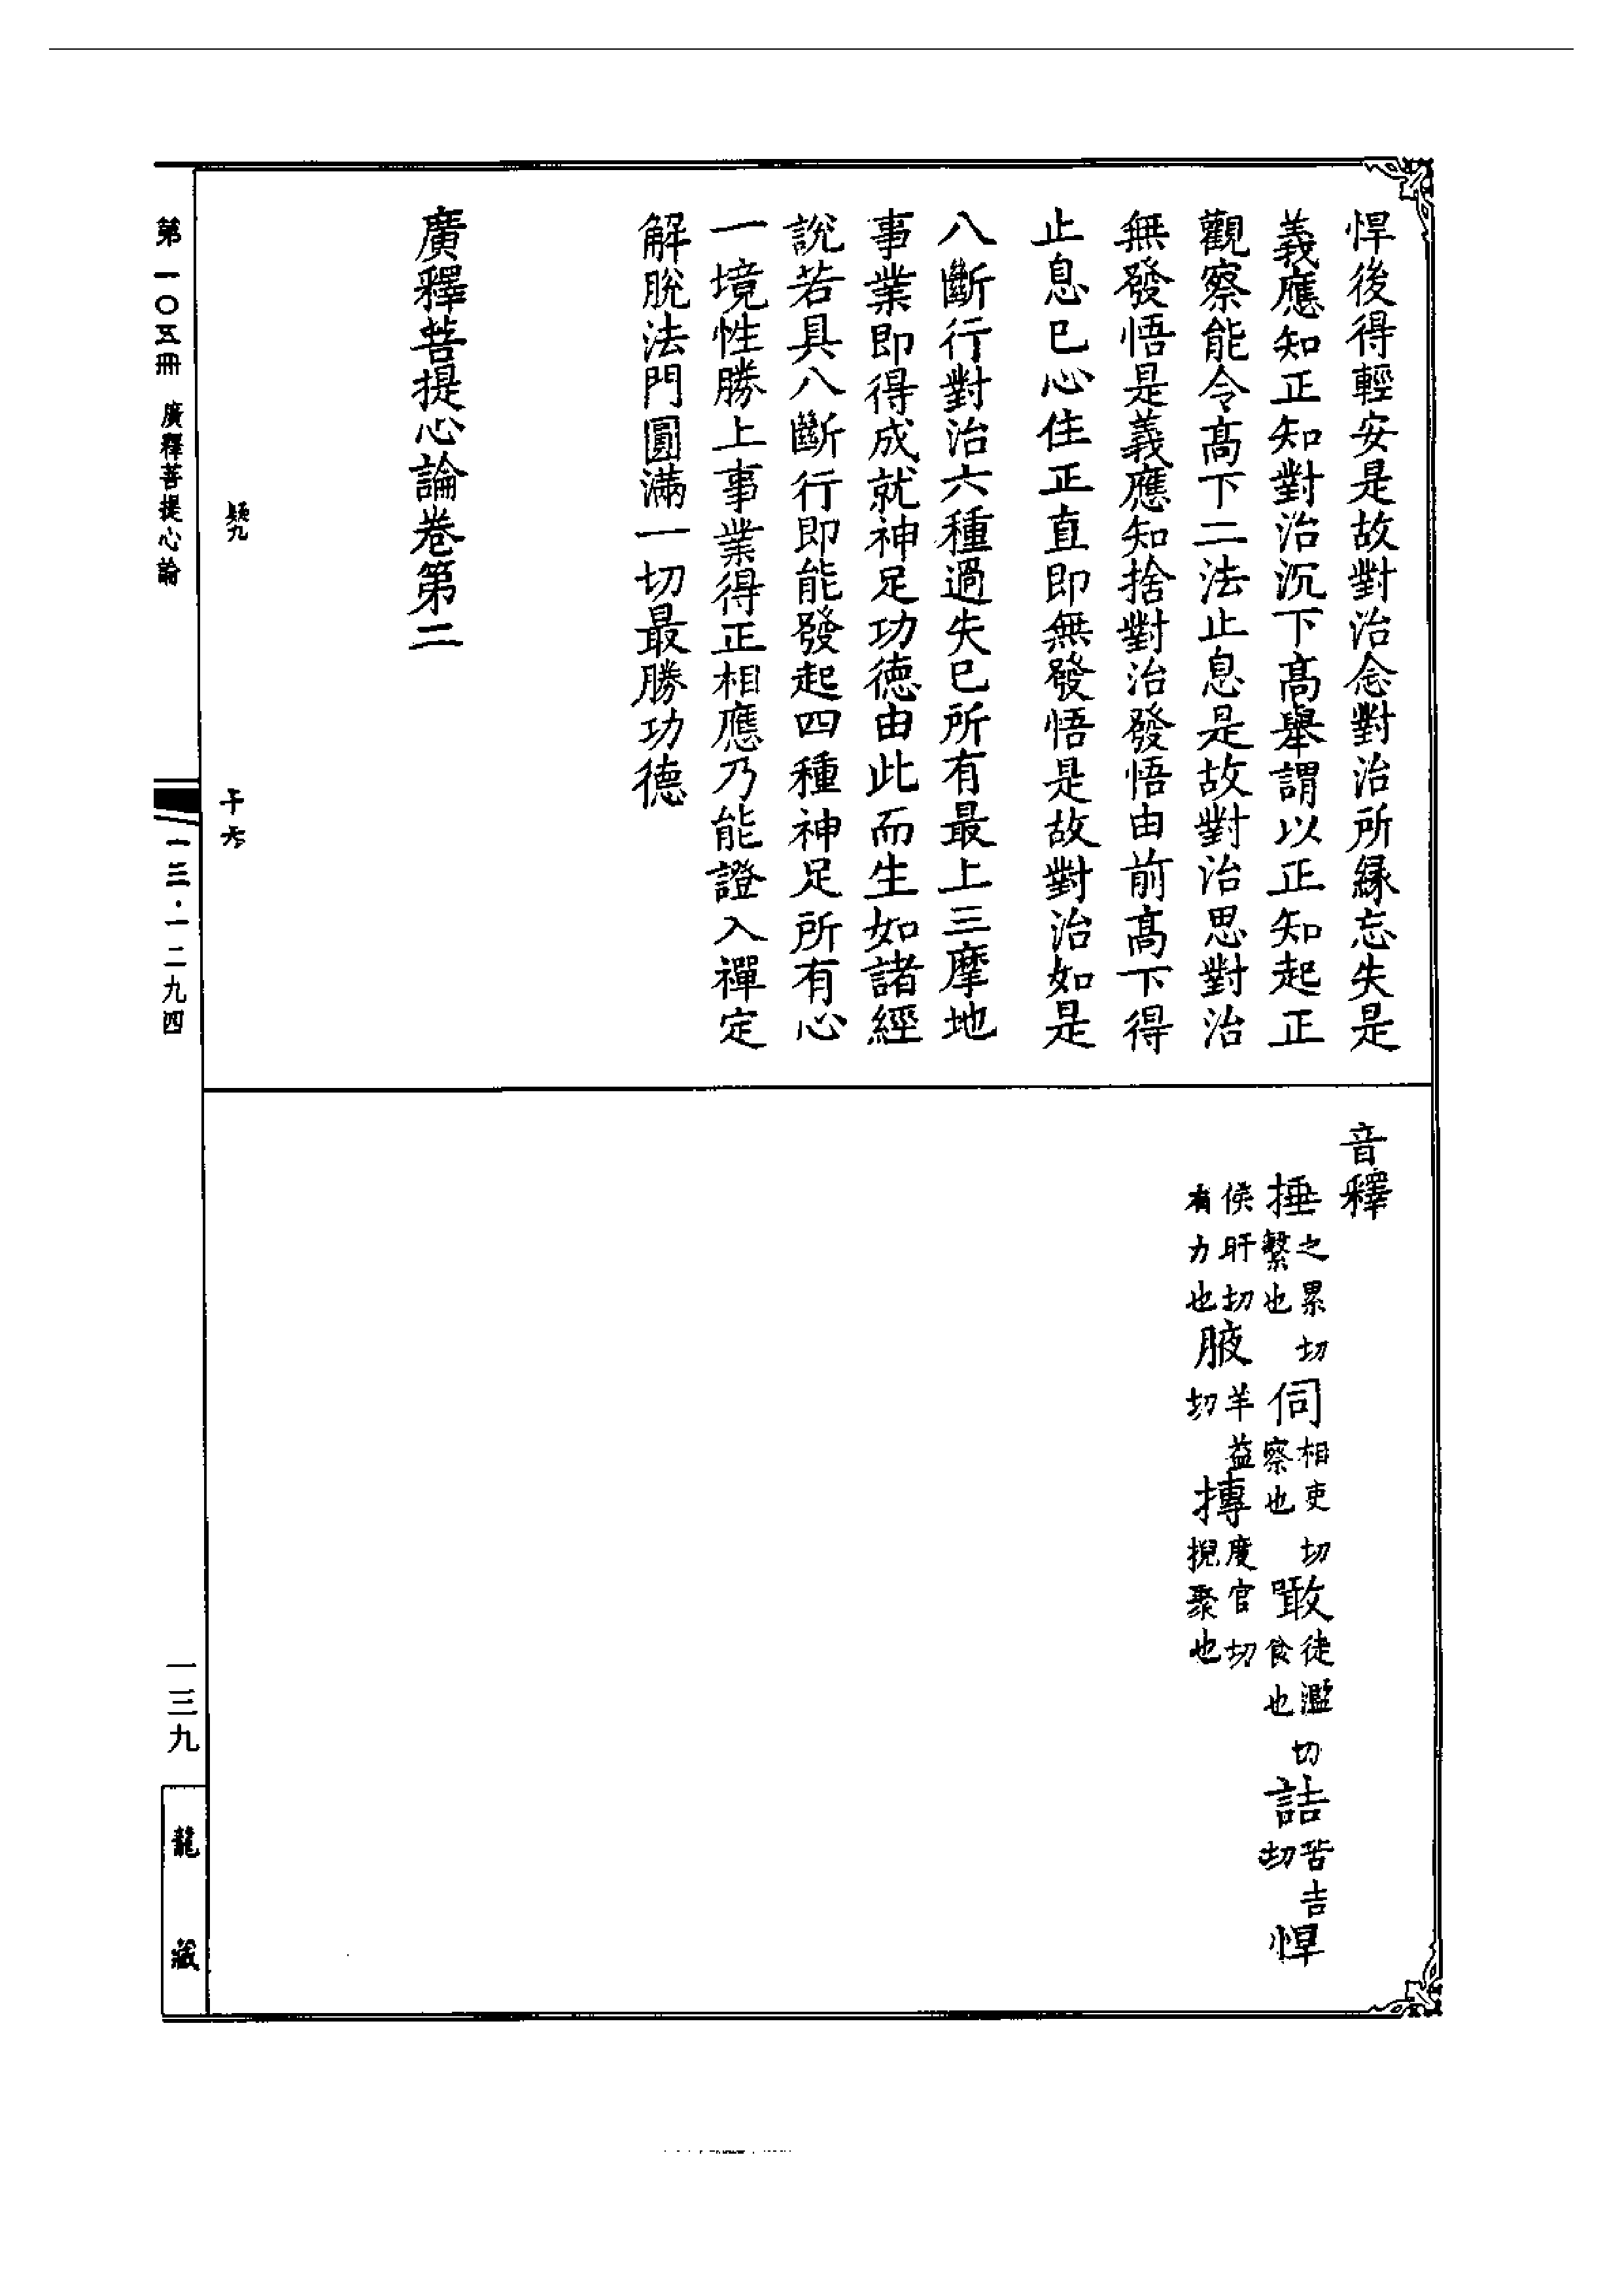 悍後得輕安是故對治念對治所緣忘失是
義應知正知對治沉下高舉謂以正知起正
觀察能令高下二法止息是故對治思對治
無發悟是義應知捨對治發悟由前高下得
止息已心住正直即無發悟是故對治如是
八斷行對治六種過失已所有最上三摩地
事業即得成就神足功德由此而生如諸經
說若具八斷行即能發起四種神足所有心
一境性勝上事業得正相應乃能證入禪定
解脫法門圓滿一切最勝功德
廣釋菩提心論卷第二
音釋
捶之累切繫也 伺相吏切察也 噉徒濫切食也 詰苦吉切 悍
侯旰切有力也 腋羊益切 摶度官切捏聚也
疑九
第一〇五冊 廣釋菩提心論
一三·一二九四
一三九
龍藏